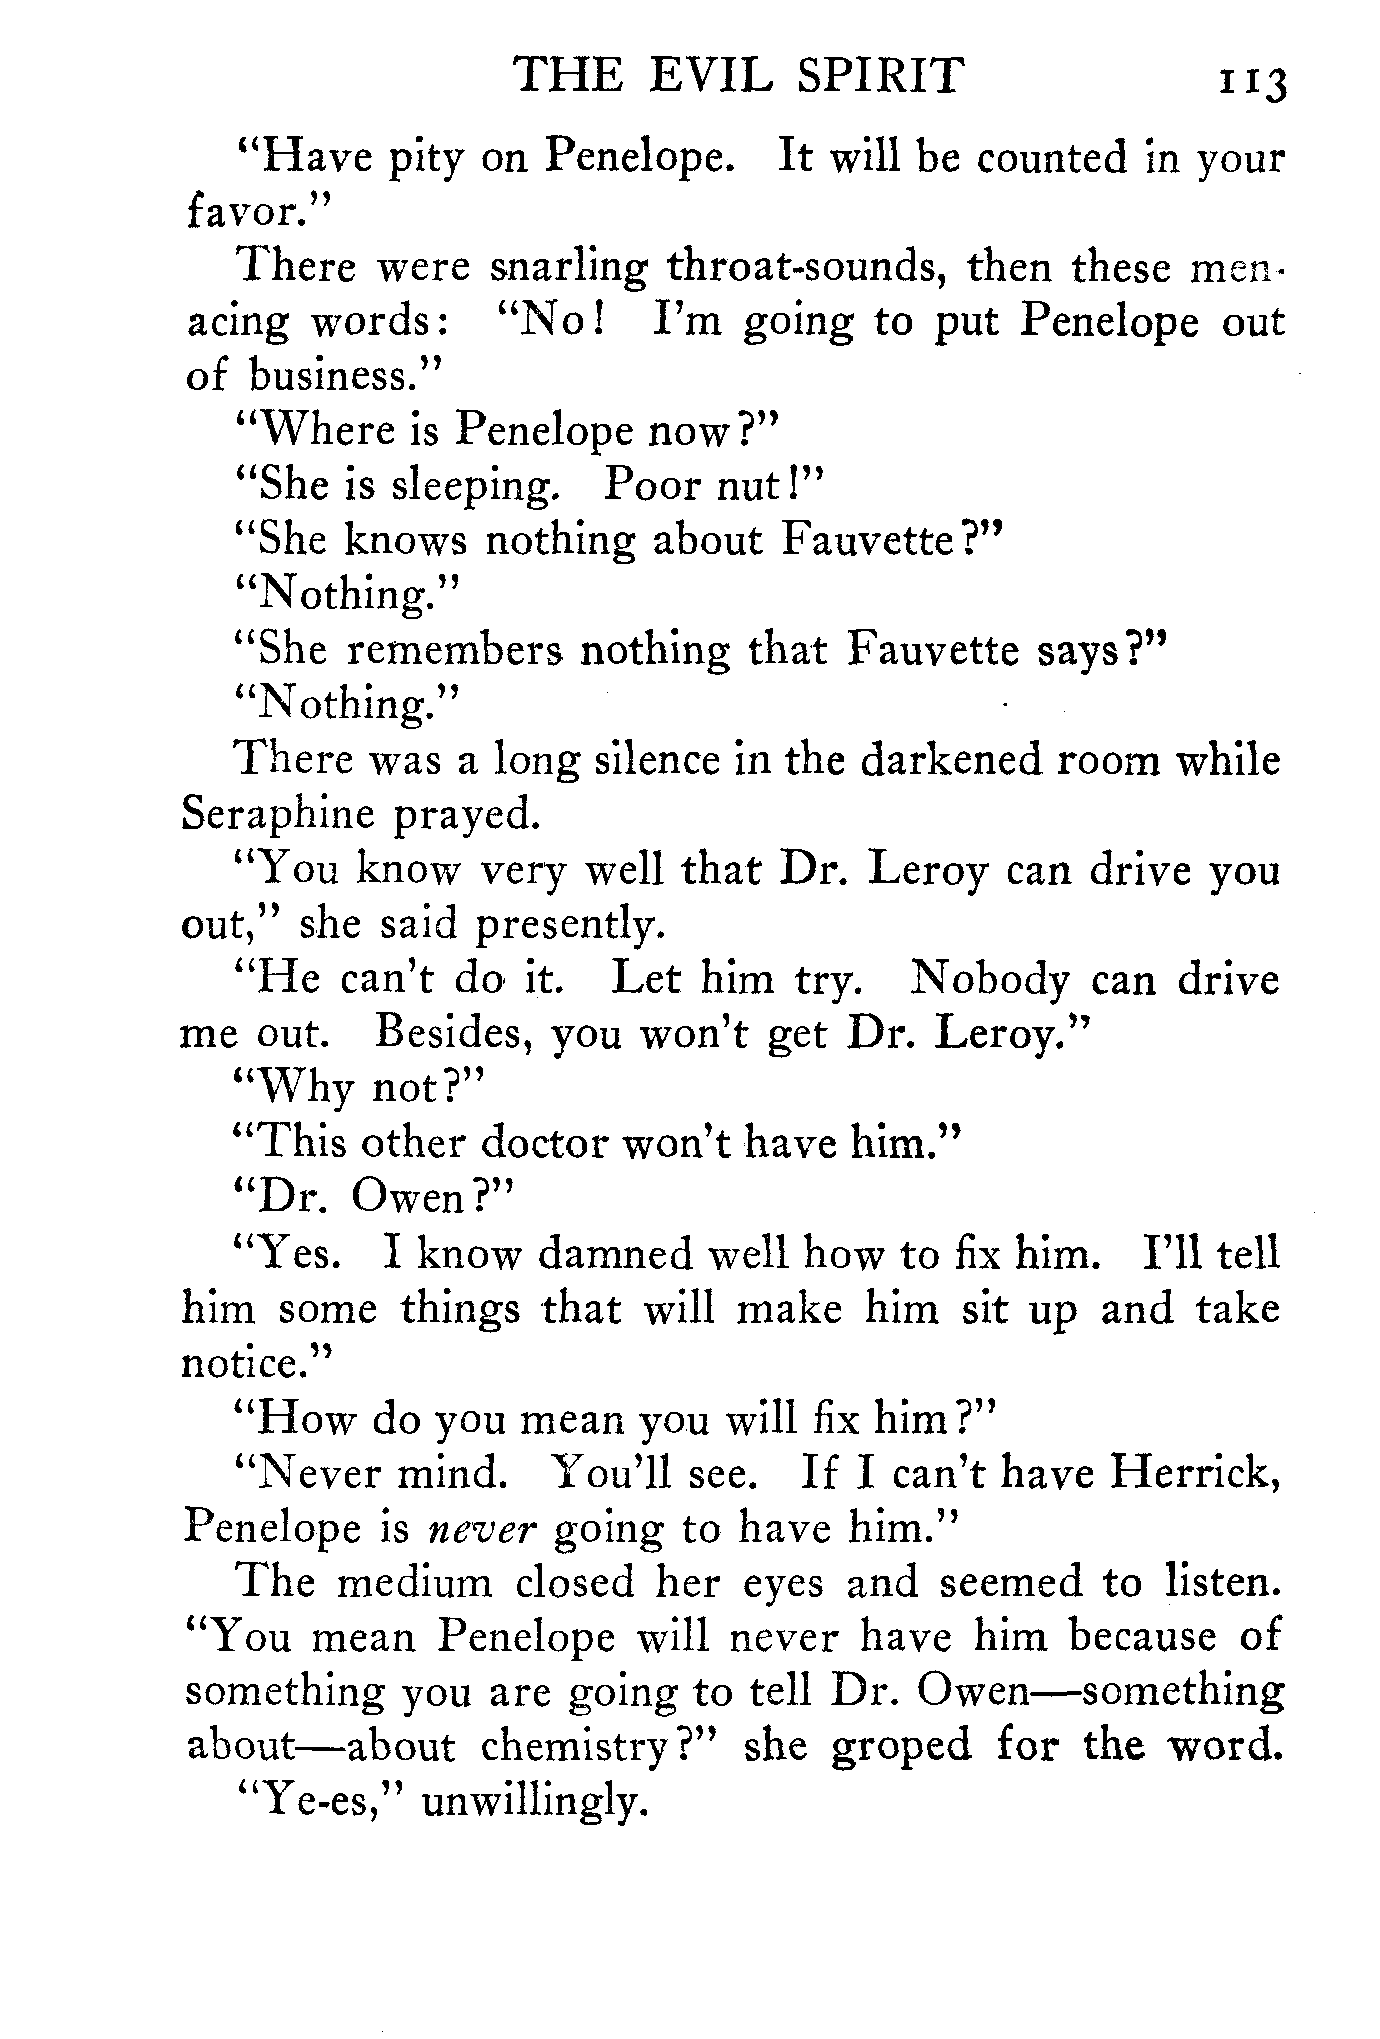 THE EVIL SPIRIT 113
“Have pity on Penelope. It will be counted in your
favor.”
There were snarling throat-sounds, then these men-
acing words: “No! I’m going to put Penelope out
of business.”
“Where is Penelope now?”
“She is sleeping. Poor nut!”
“She knows nothing about Fauvette?”
“Nothing.”
“She remembers nothing that Fauvette says?”
“Nothing.”
There was a long silence in the darkened room while
Seraphine prayed.
“You know very well that Dr. Leroy can drive you
out,” she said presently.
“He can’t do it. Let him try. Nobody can drive
me out. Besides, you won’t get Dr. Leroy.”
“Why not?”
“This other doctor won’t have him.”
“Dr. Owen?”
“Yes. I know damned well how to fix him. I’ll tell
him some things that will make him sit up and take
notice.”
“How do you mean you will fix him?”
“Never mind. You’ll see. If I can’t have Herrick,
Penelope is never going to have him.”
The medium closed her eyes and seemed to listen.
“You mean Penelope will never have him because of
something you are going to tell Dr. Owen—something
about—about chemistry?” she groped for the word.
“Ye-es,” unwillingly.